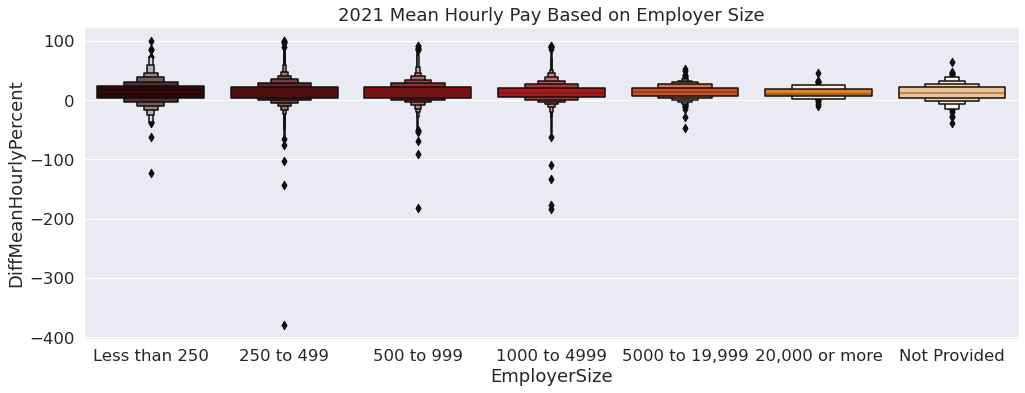 2021 Mean Hourly Pay Based on Employer Size
DiffMeanHourlyPercent
100
0
−100
−200
−300
−400
Less than 250
250 to 499
500 to 999
1000 to 4999
5000 to 19,999
20,000 or more
Not Provided
EmployerSize